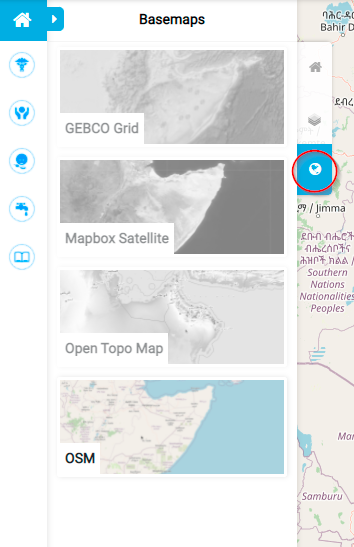 Basemaps
GEBCO Grid
Mapbox Satellite
Open Topo Map
OSM
ባሕር-ዳር
Bahir D
ማ / Jimma
ደቡብ ብሔሮች
ብሔረሰቦችና
ሕዝቦች ክልል /
Southern
Nations
Nationalities
Peoples
Mar
Samburu